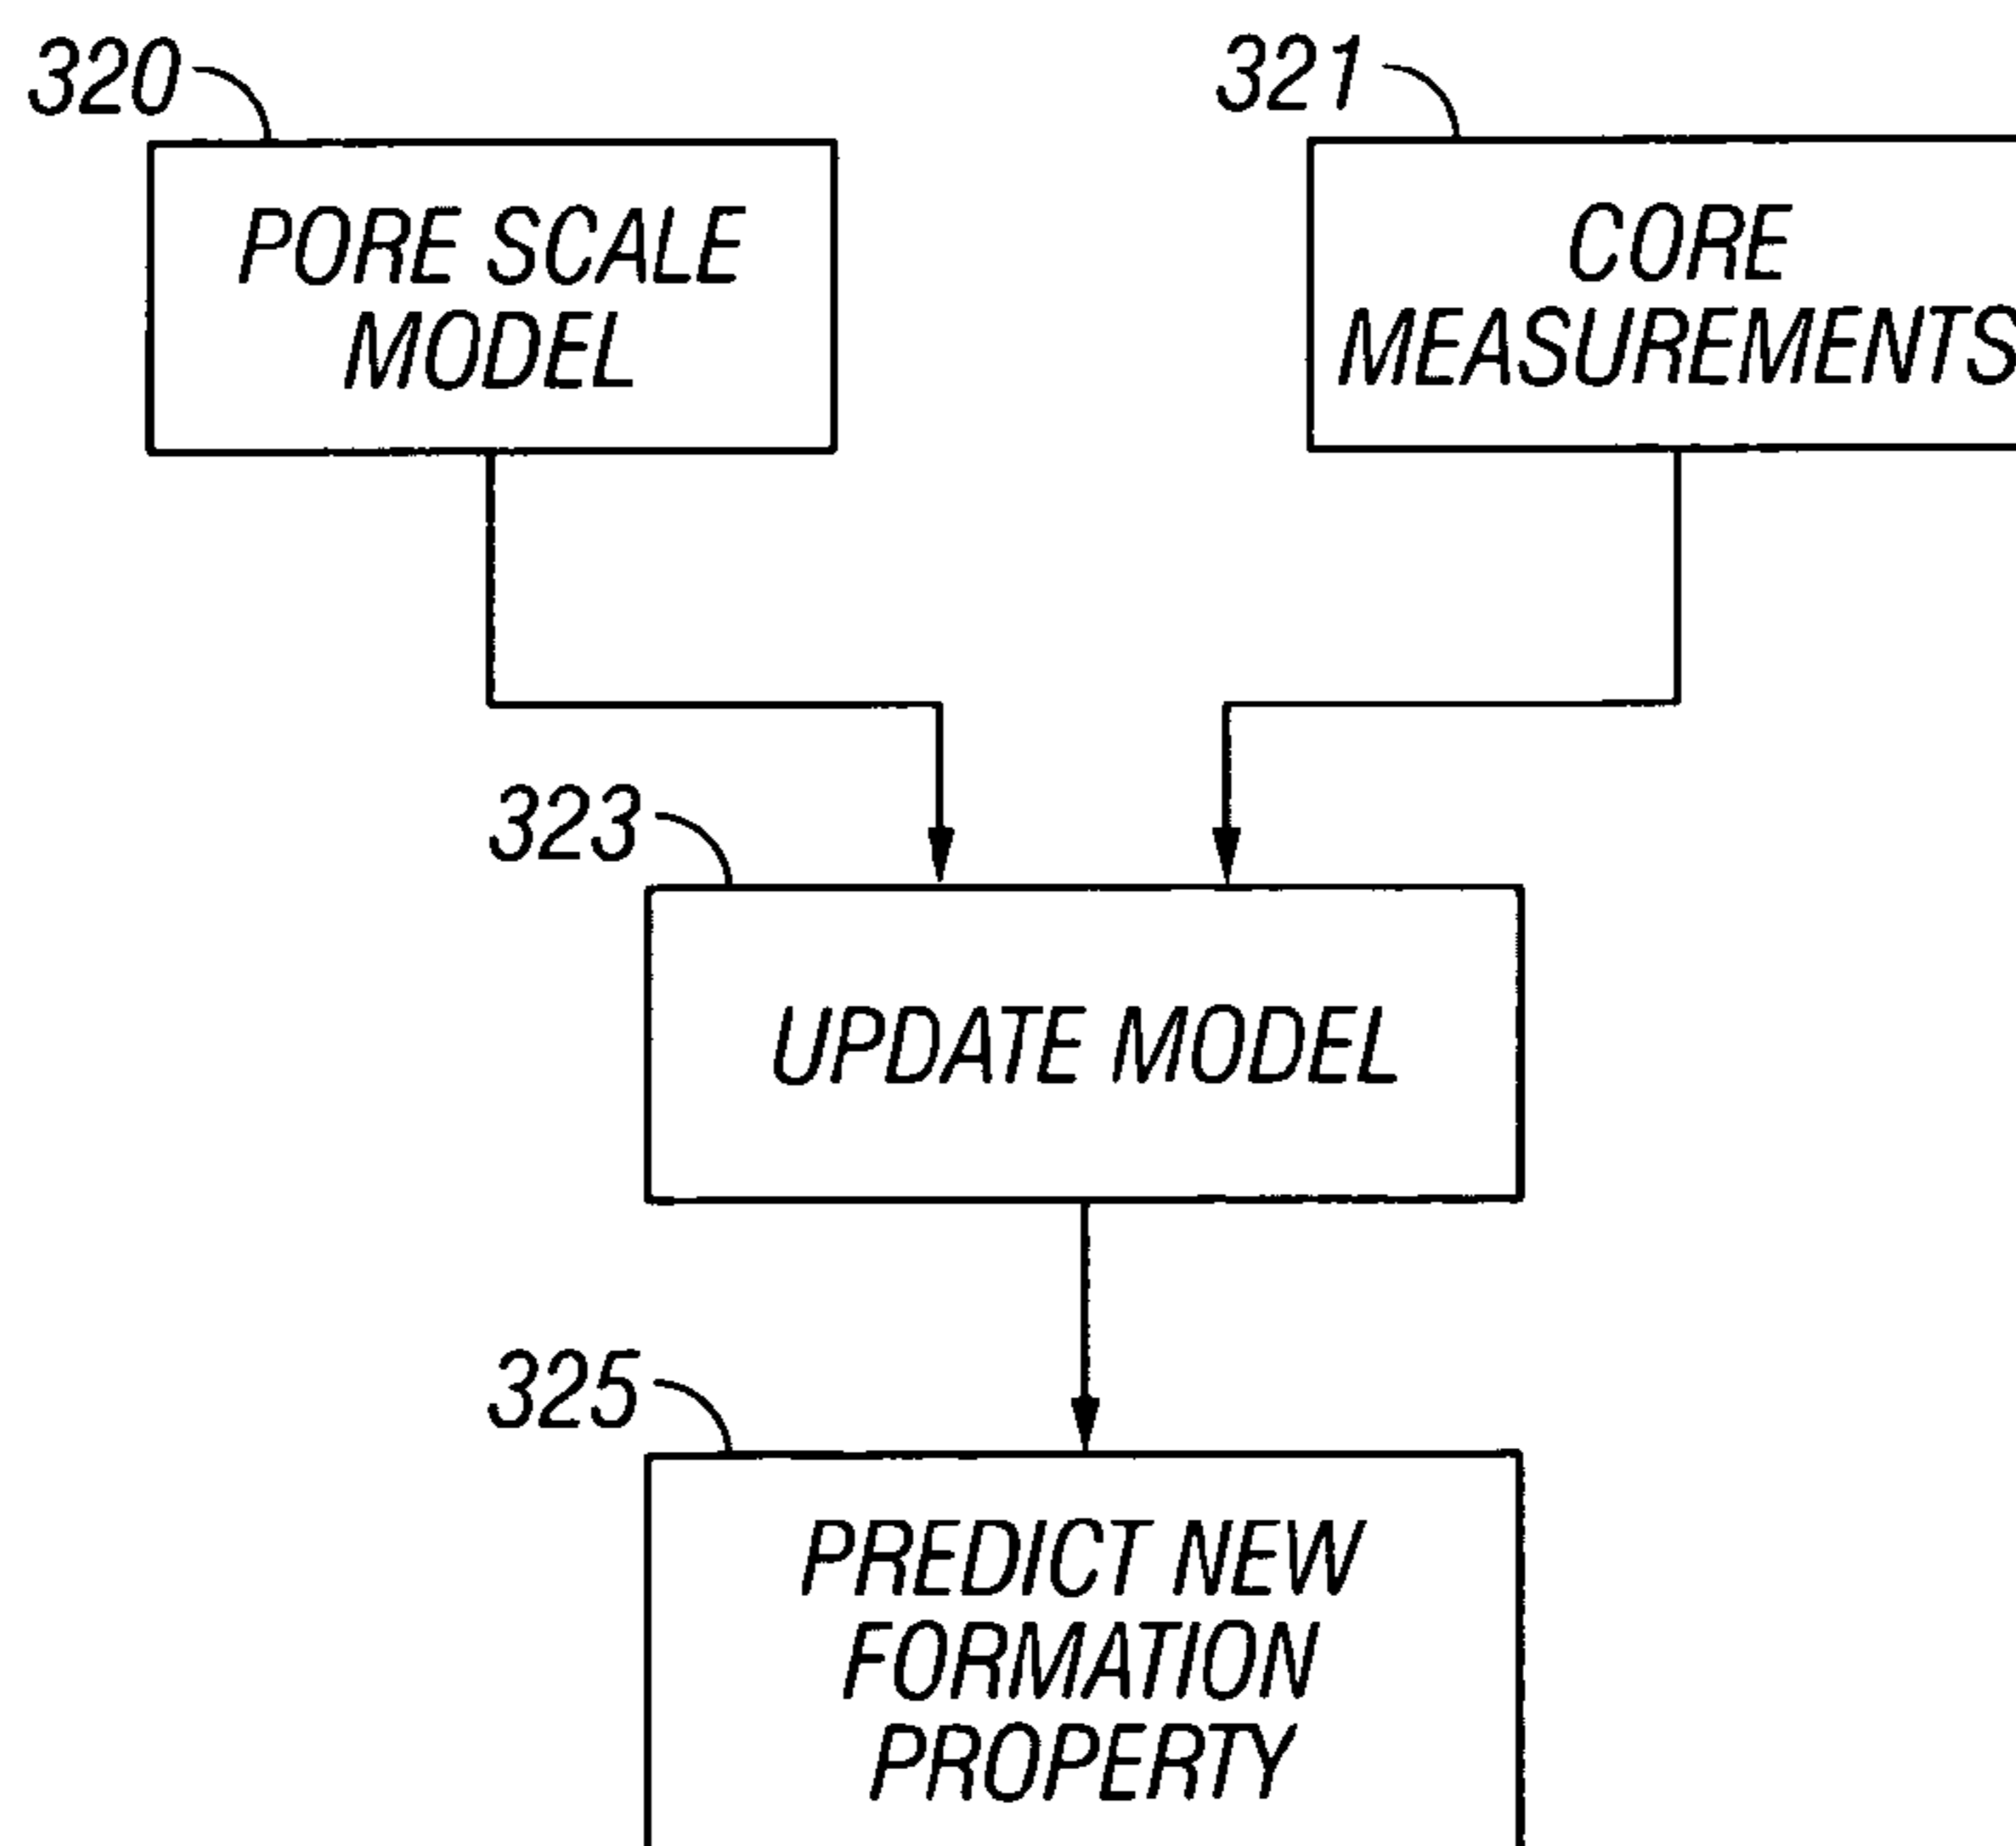 320
321
PORE SCALE
MODEL
CORE
MEASUREMENTS
323
UPDATE MODEL
325
PREDICT NEW
FORMATION
PROPERTY